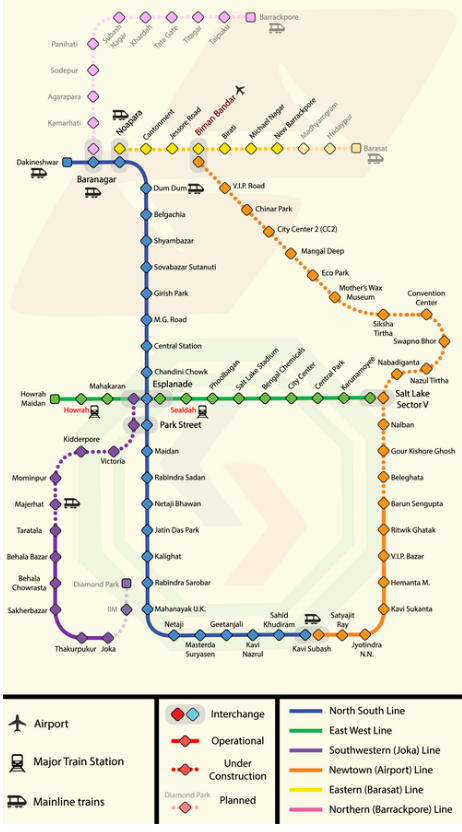 Subash
Nagar
Khardah
Tata Gate
Titagar
Taipuku
Barrackpore
Panihati
Sodepur
Agarapara
Kamarhati
Noapara
Cantonment
Jessore Road
Biman Bandar
Birati
Michael Nagar
New Barrackpore
Madhyamgram
Hridaypur
Barasat
Dakineshwar
Baranagar
Dum Dum
V.I.P. Road
Belgachia
Chinar Park
Shyambazar
City Center 2 (CC2)
Mangal Deep
Sovabazar Sutanuti
Eco Park
Girish Park
Mother's Wax
Museum
Convention
Center
M.G. Road
Siksha
Tirtha
Swapno Bhor
Central Station
Nabadiganta
Nazul Tirtha
Chandini Chowk
Howrah
Maidan
Howrah
Mahakaran
Esplanade
Sealdah
Phoolbagan
Salt Lake Stadium
Bengal Chemicals
City Center
Central Park
Karunamoyee
Salt Lake
Sector V
Park Street
Nalban
Kidderpore
Victoria
Maidan
Gour Kishore Ghosh
Mominpur
Rabindra Sadan
Beleghata
Majerhat
Netaji Bhawan
Barun Sengupta
Taratala
Jatin Das Park
Ritwik Ghatak
Behala Bazar
Kalighat
V.I.P. Bazar
Behala
Chowrasta
Diamond Park
Rabindra Sarobar
Hemanta M.
Sakherbazar
IIM
Mahanayak U.K.
Kavi Sukanta
Thakurpukur
Joka
Netaji
Masterda
Suryasen
Geetanjali
Kavi
Nazrul
Sahid
Khudiram
Kavi Subash
Satyajit
Ray
Jyotindra
N.N.
Airport
Major Train Station
Mainline trains
Interchange
Operational
Under
Construction
Diamond Park
Planned
North South Line
East West Line
Southwestern (Joka) Line
Newtown (Airport) Line
Eastern (Barasat) Line
Northern (Barrackpore) Line